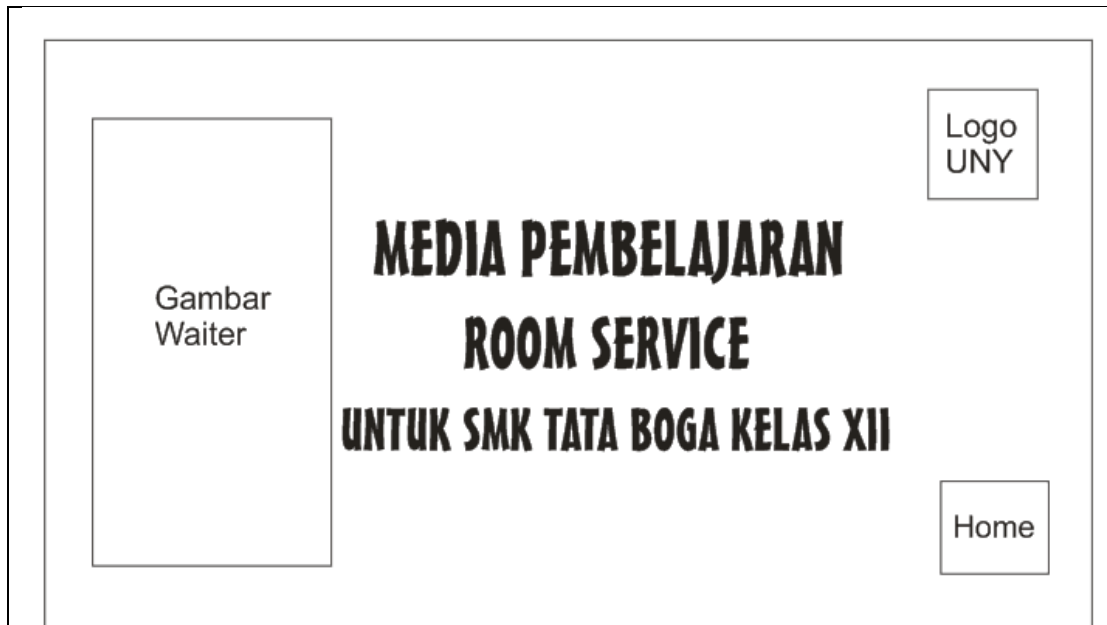 Logo
UNY
MEDIA PEMBELAJARAN
Gambar
Waiter
ROOM SERVICE
UNTUK SMK TATA BOGA KELAS XII
Home